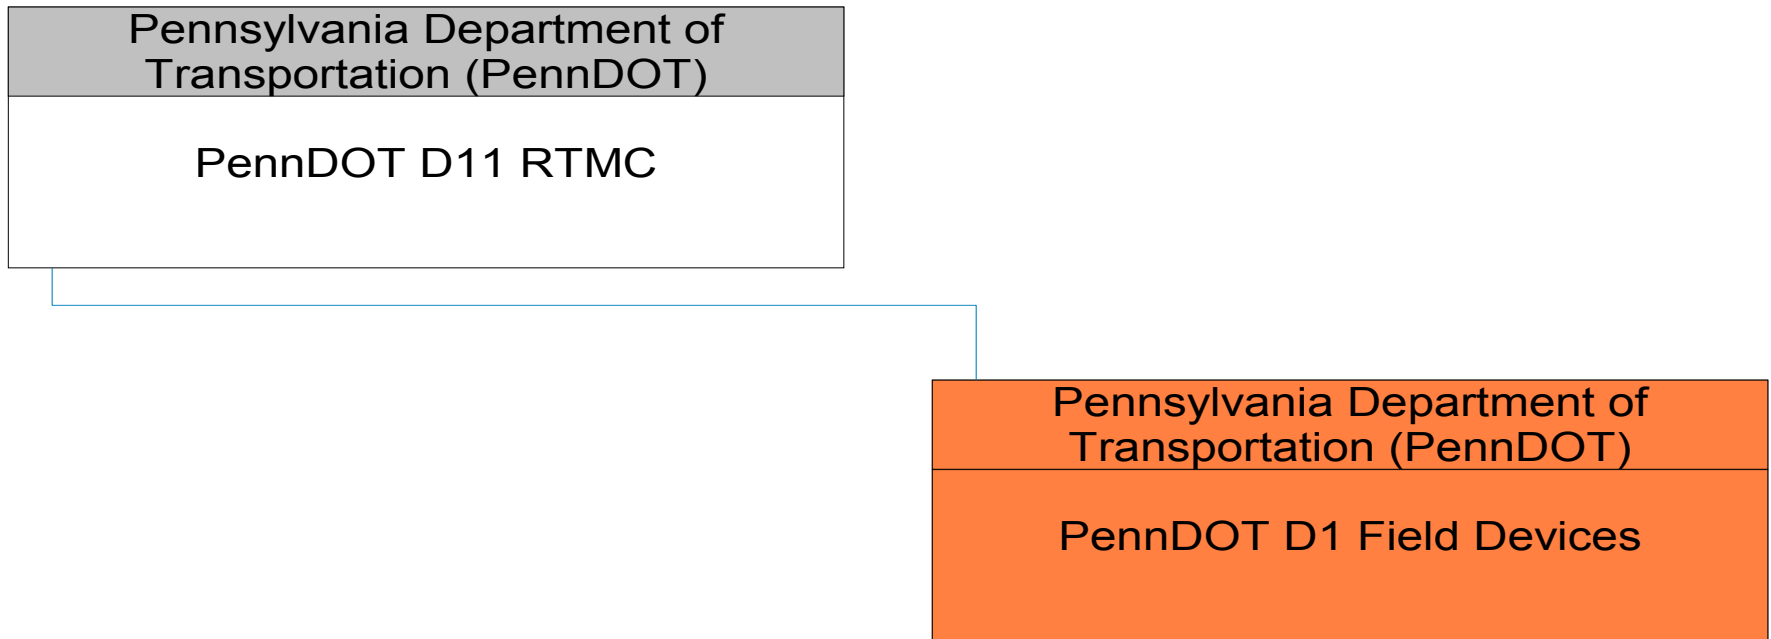 Pennsylvania Department of
Transportation (PennDOT)
PennDOT D11 RTMC
Pennsylvania Department of
Transportation (PennDOT)
PennDOT D1 Field Devices